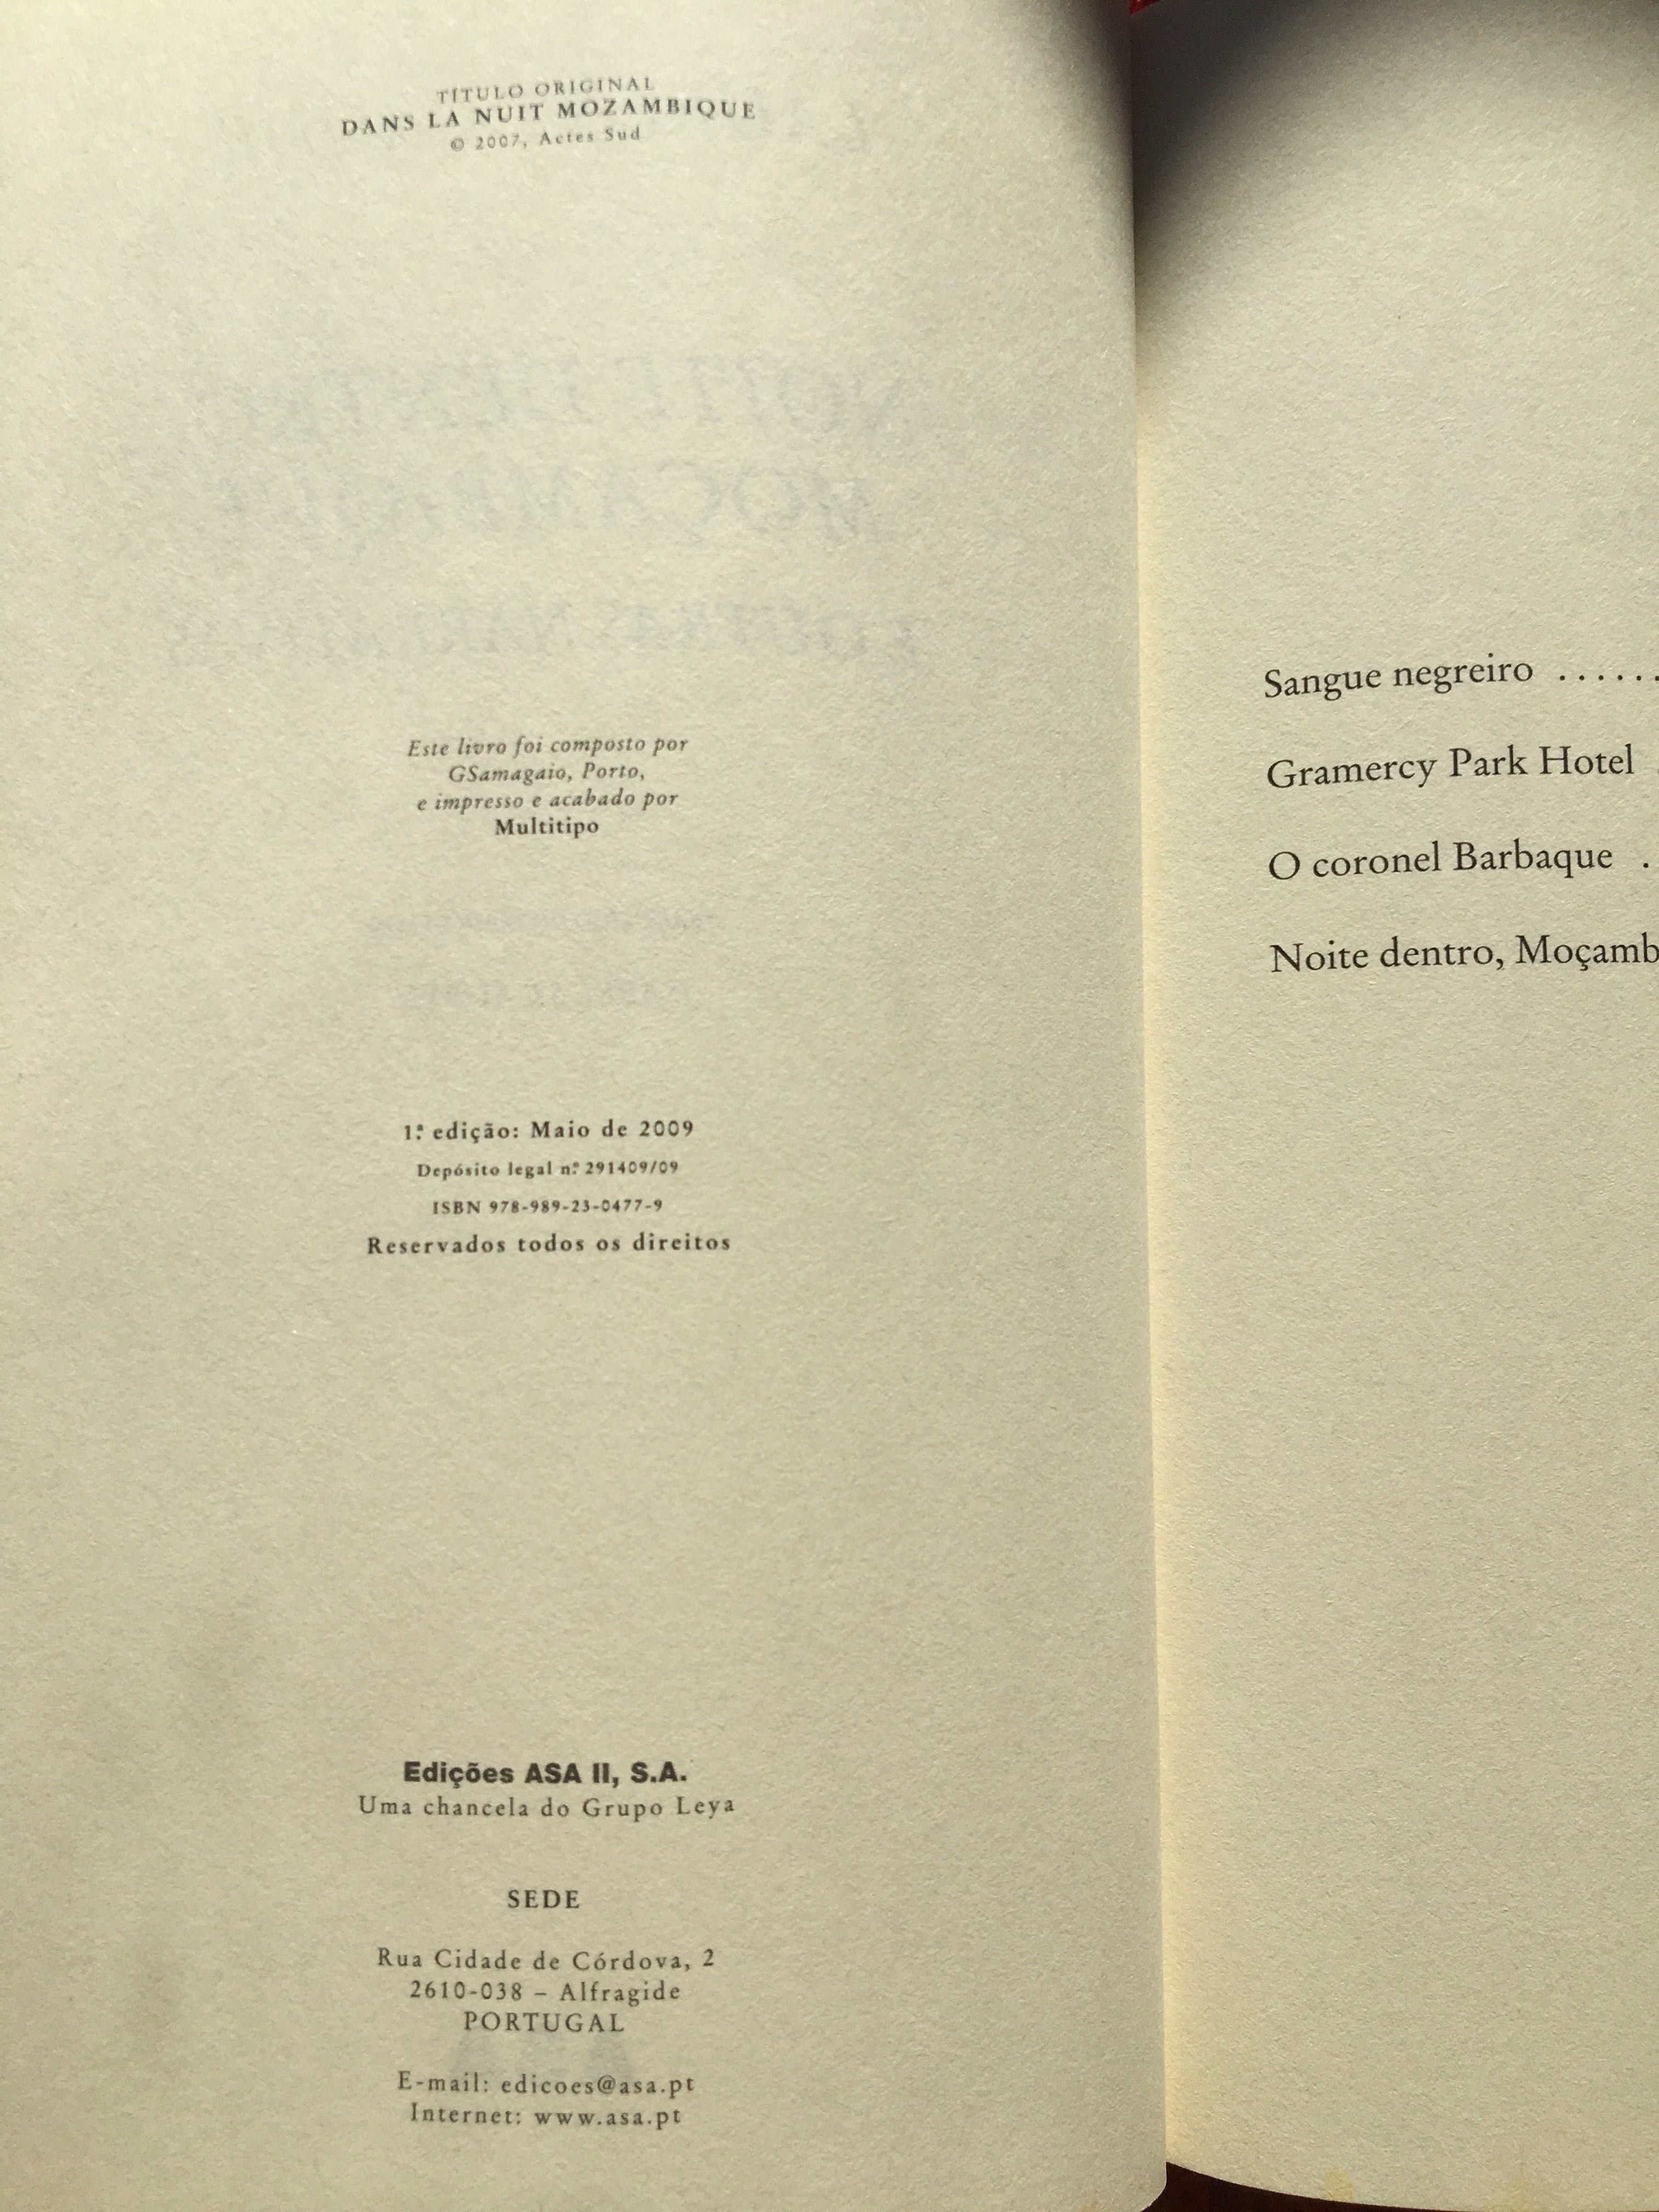 TÍTULO ORIGINAL
DANS LA NUIT MOZAMBIQUE
© 2007, Actes Sud
Este livro foi composto por
GSamagaio, Porto,
e impresso e acabado por
Multitipo
1.ª edição: Maio de 2009
Depósito legal n.º 291409/09
ISBN 978-989-23-0477-9
Reservados todos os direitos
Edições ASA II, S.A.
Uma chancela do Grupo Leya
SEDE
Rua Cidade de Córdova, 2
2610-038 – Alfragide
PORTUGAL
E-mail: edicoes@asa.pt
Internet: www.asa.pt
Sangue negreiro ......
Gramercy Park Hotel
O coronel Barbaque .
Noite dentro, Moçamb